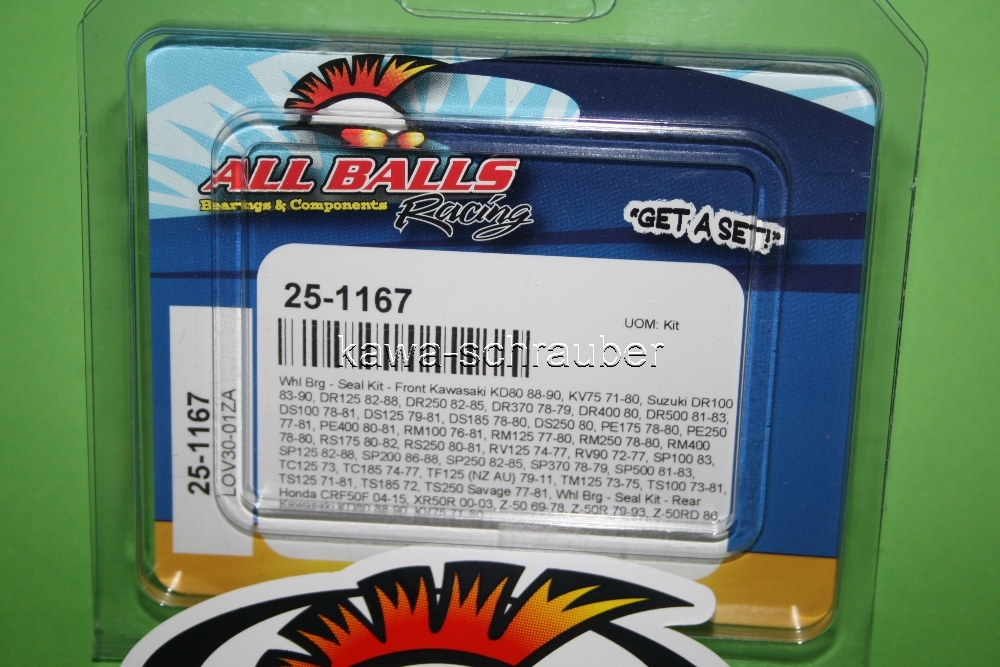 ALL BALLS
Bearings & Components
Racing
"GET A SET!"
25-1167
UOM: Kit
kawa-schrauber
Whl Brg - Seal Kit - Front Kawasaki KD80 88-90, KV75 71-80, Suzuki DR100
83-90, DR125 82-88, DR250 82-85, DR370 78-79, DR400 80, DR500 81-83,
DS100 78-81, DS125 79-81, DS185 78-80, DS250 80, PE175 78-80, PE250
77-81, PE400 80-81, RM100 76-81, RM125 77-80, RM250 78-80, RM400
78-80, RS175 80-82, RS250 80-81, RV125 74-77, RV90 72-77, SP100 83,
SP125 82-88, SP200 86-88, SP250 82-85, SP370 78-79, SP500 81-83,
TC125 73, TC185 74-77, TF125 (NZ AU) 79-11, TM125 73-75, TS100 73-81,
TS125 71-81, TS185 72, TS250 Savage 77-81, Whl Brg - Seal Kit - Rear
Honda CRF50F 04-15, XR50R 00-03, Z-50 69-78, Z-50R 79-93, Z-50RD 86
Kawasaki KD80 88-90, KV75 71-80
25-1167
LOV30-01ZA